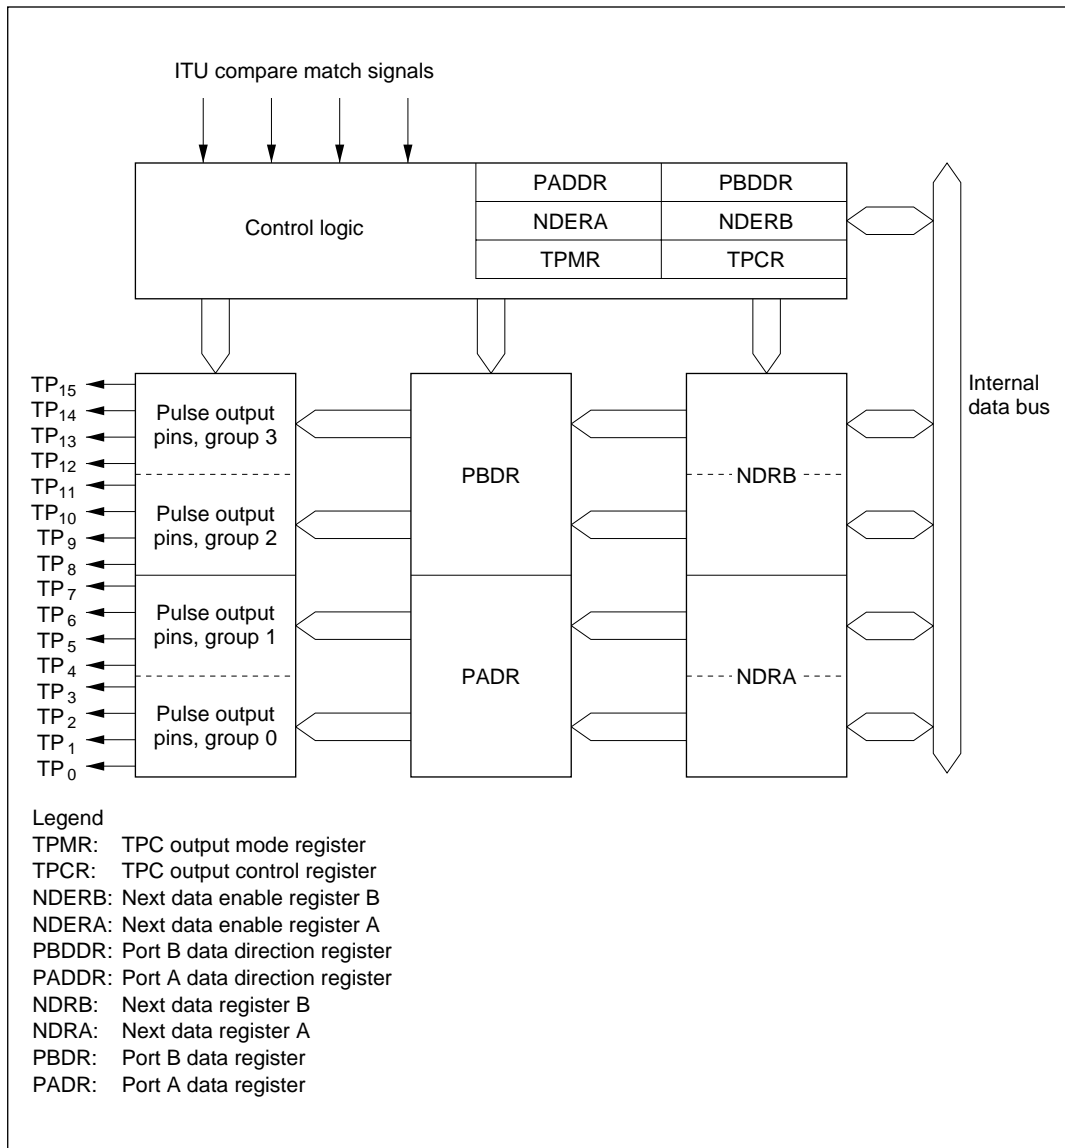 ITU compare match signals
Control logic
PADDR PBDDR
NDERA NDERB
TPMR TPCR
Internal
data bus
TP15
TP14
TP13
TP12
TP11
TP10
TP9
TP8
TP7
TP6
TP5
TP4
TP3
TP2
TP1
TP0
Pulse output
pins, group 3
Pulse output
pins, group 2
Pulse output
pins, group 1
Pulse output
pins, group 0
PBDR
PADR
NDRB
NDRA
Legend
TPMR: TPC output mode register
TPCR: TPC output control register
NDERB: Next data enable register B
NDERA: Next data enable register A
PBDDR: Port B data direction register
PADDR: Port A data direction register
NDRB: Next data register B
NDRA: Next data register A
PBDR: Port B data register
PADR: Port A data register